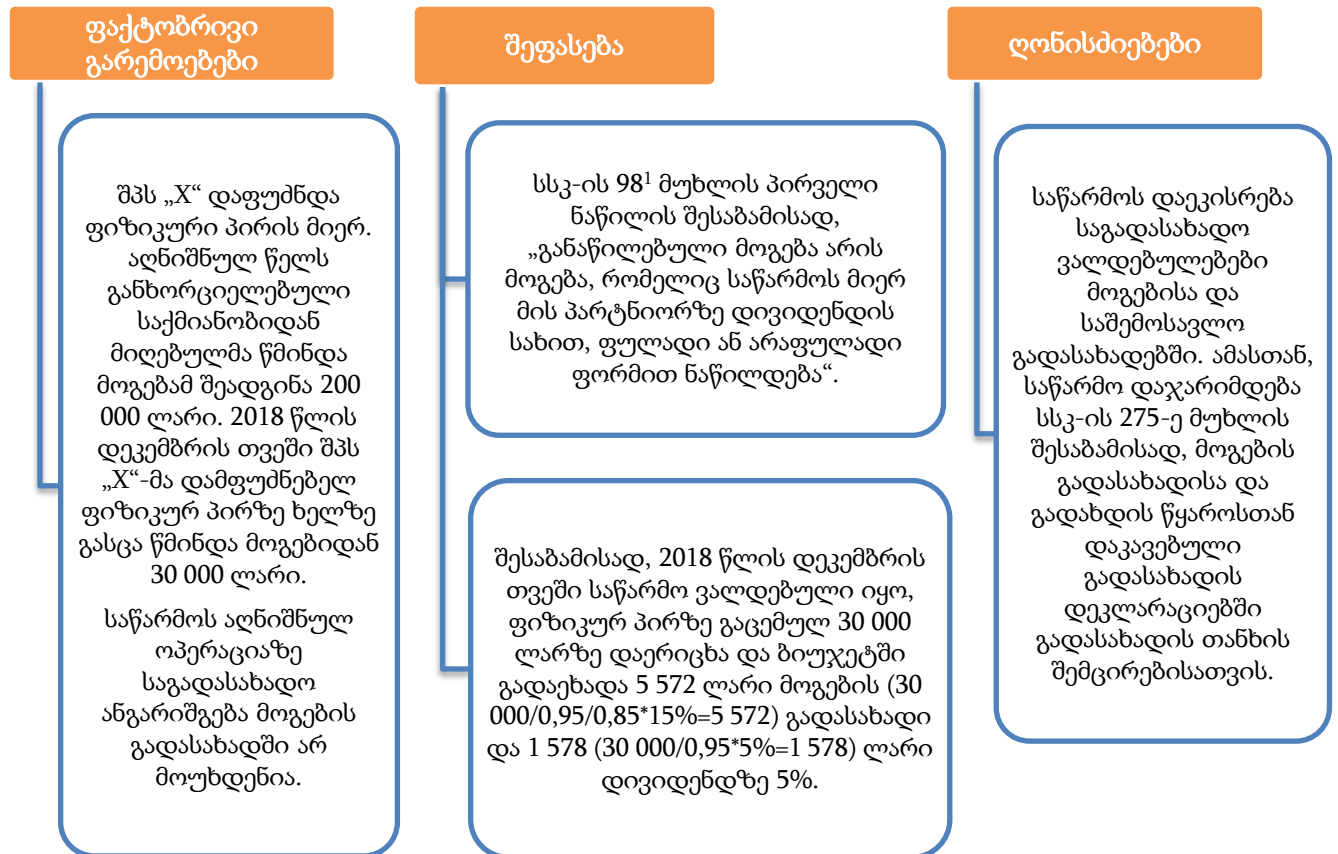 ფაქტობრივი
გარემოებები
შპს „X“ დაფუძნდა
ფიზიკური პირის მიერ.
აღნიშნულ წელს
განხორციელებული
საქმიანობიდან
მიღებულმა წმინდა
მოგებამ შეადგინა 200
000 ლარი. 2018 წლის
დეკემბრის თვეში შპს
„X“-მა დამფუძნებელ
ფიზიკურ პირზე ხელზე
გასცა წმინდა მოგებიდან
30 000 ლარი.
საწარმოს აღნიშნულ
ოპერაციაზე
საგადასახადო
ანგარიშგება მოგების
გადასახადში არ
მოუხდენია.
შეფასება
სსკ-ის 98¹ მუხლის პირველი
ნაწილის შესაბამისად,
„განაწილებული მოგება არის
მოგება, რომელიც საწარმოს მიერ
მის პარტნიორზე დივიდენდის
სახით, ფულადი ან არაფულადი
ფორმით ნაწილდება“.
შესაბამისად, 2018 წლის დეკემბრის
თვეში საწარმო ვალდებული იყო,
ფიზიკურ პირზე გაცემულ 30 000
ლარზე დაერიცხა და ბიუჯეტში
გადაეხადა 5 572 ლარი მოგების (30
000/0,95/0,85*15%=5 572) გადასახადი
და 1 578 (30 000/0,95*5%=1 578) ლარი
დივიდენდზე 5%.
ღონისძიებები
საწარმოს დაეკისრება
საგადასახადო
ვალდებულებები
მოგებისა და
საშემოსავლო
გადასახადებში. ამასთან,
საწარმო დაჯარიმდება
სსკ-ის 275-ე მუხლის
შესაბამისად, მოგების
გადასახადისა და
გადახდის წყაროსთან
დაკავებული
გადასახადის
დეკლარაციებში
გადასახადის თანხის
შემცირებისათვის.